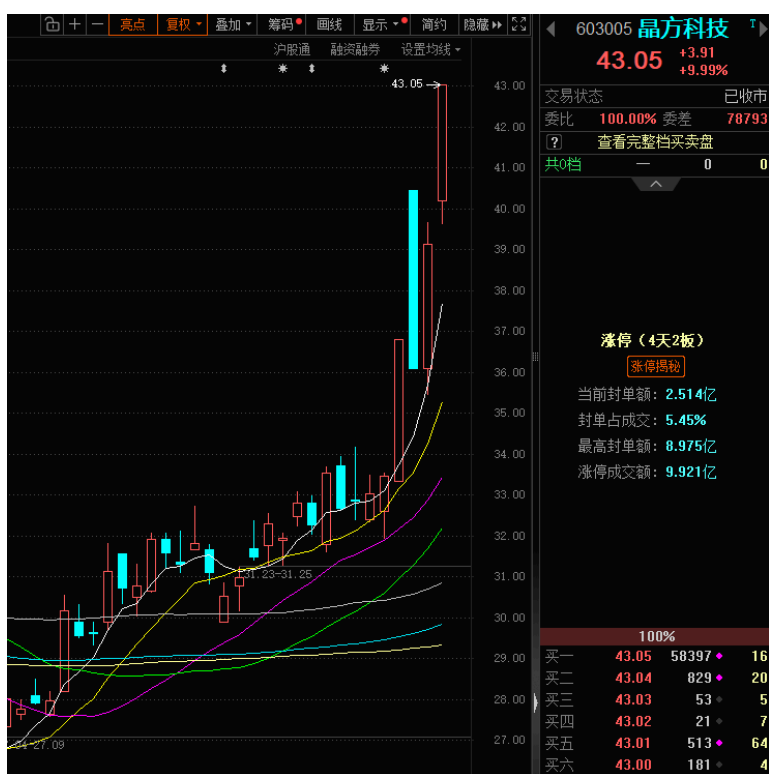 亮点 复权 叠加 筹码 画线 显示 简约 隐藏
沪股通 融资融券 设置均线
43.05
43.00
42.00
41.00
40.00
39.00
38.00
37.00
36.00
35.00
34.00
33.00
32.00
31.00
30.00
29.00
28.00
27.00
31.23-31.25
27.09
603005 晶方科技 T
43.05 +3.91
+9.99%
交易状态 已收市
委比 100.00% 委差 78793
? 查看完整档买卖盘
共0档 — 0 0
涨停(4天2板)
涨停揭秘
当前封单额: 2.514亿
封单占成交: 5.45%
最高封单额: 8.975亿
涨停成交额: 9.921亿
100%
买一 43.05 58397 16
买二 43.04 829 20
买三 43.03 53 5
买四 43.02 21 7
买五 43.01 513 64
买六 43.00 181 4